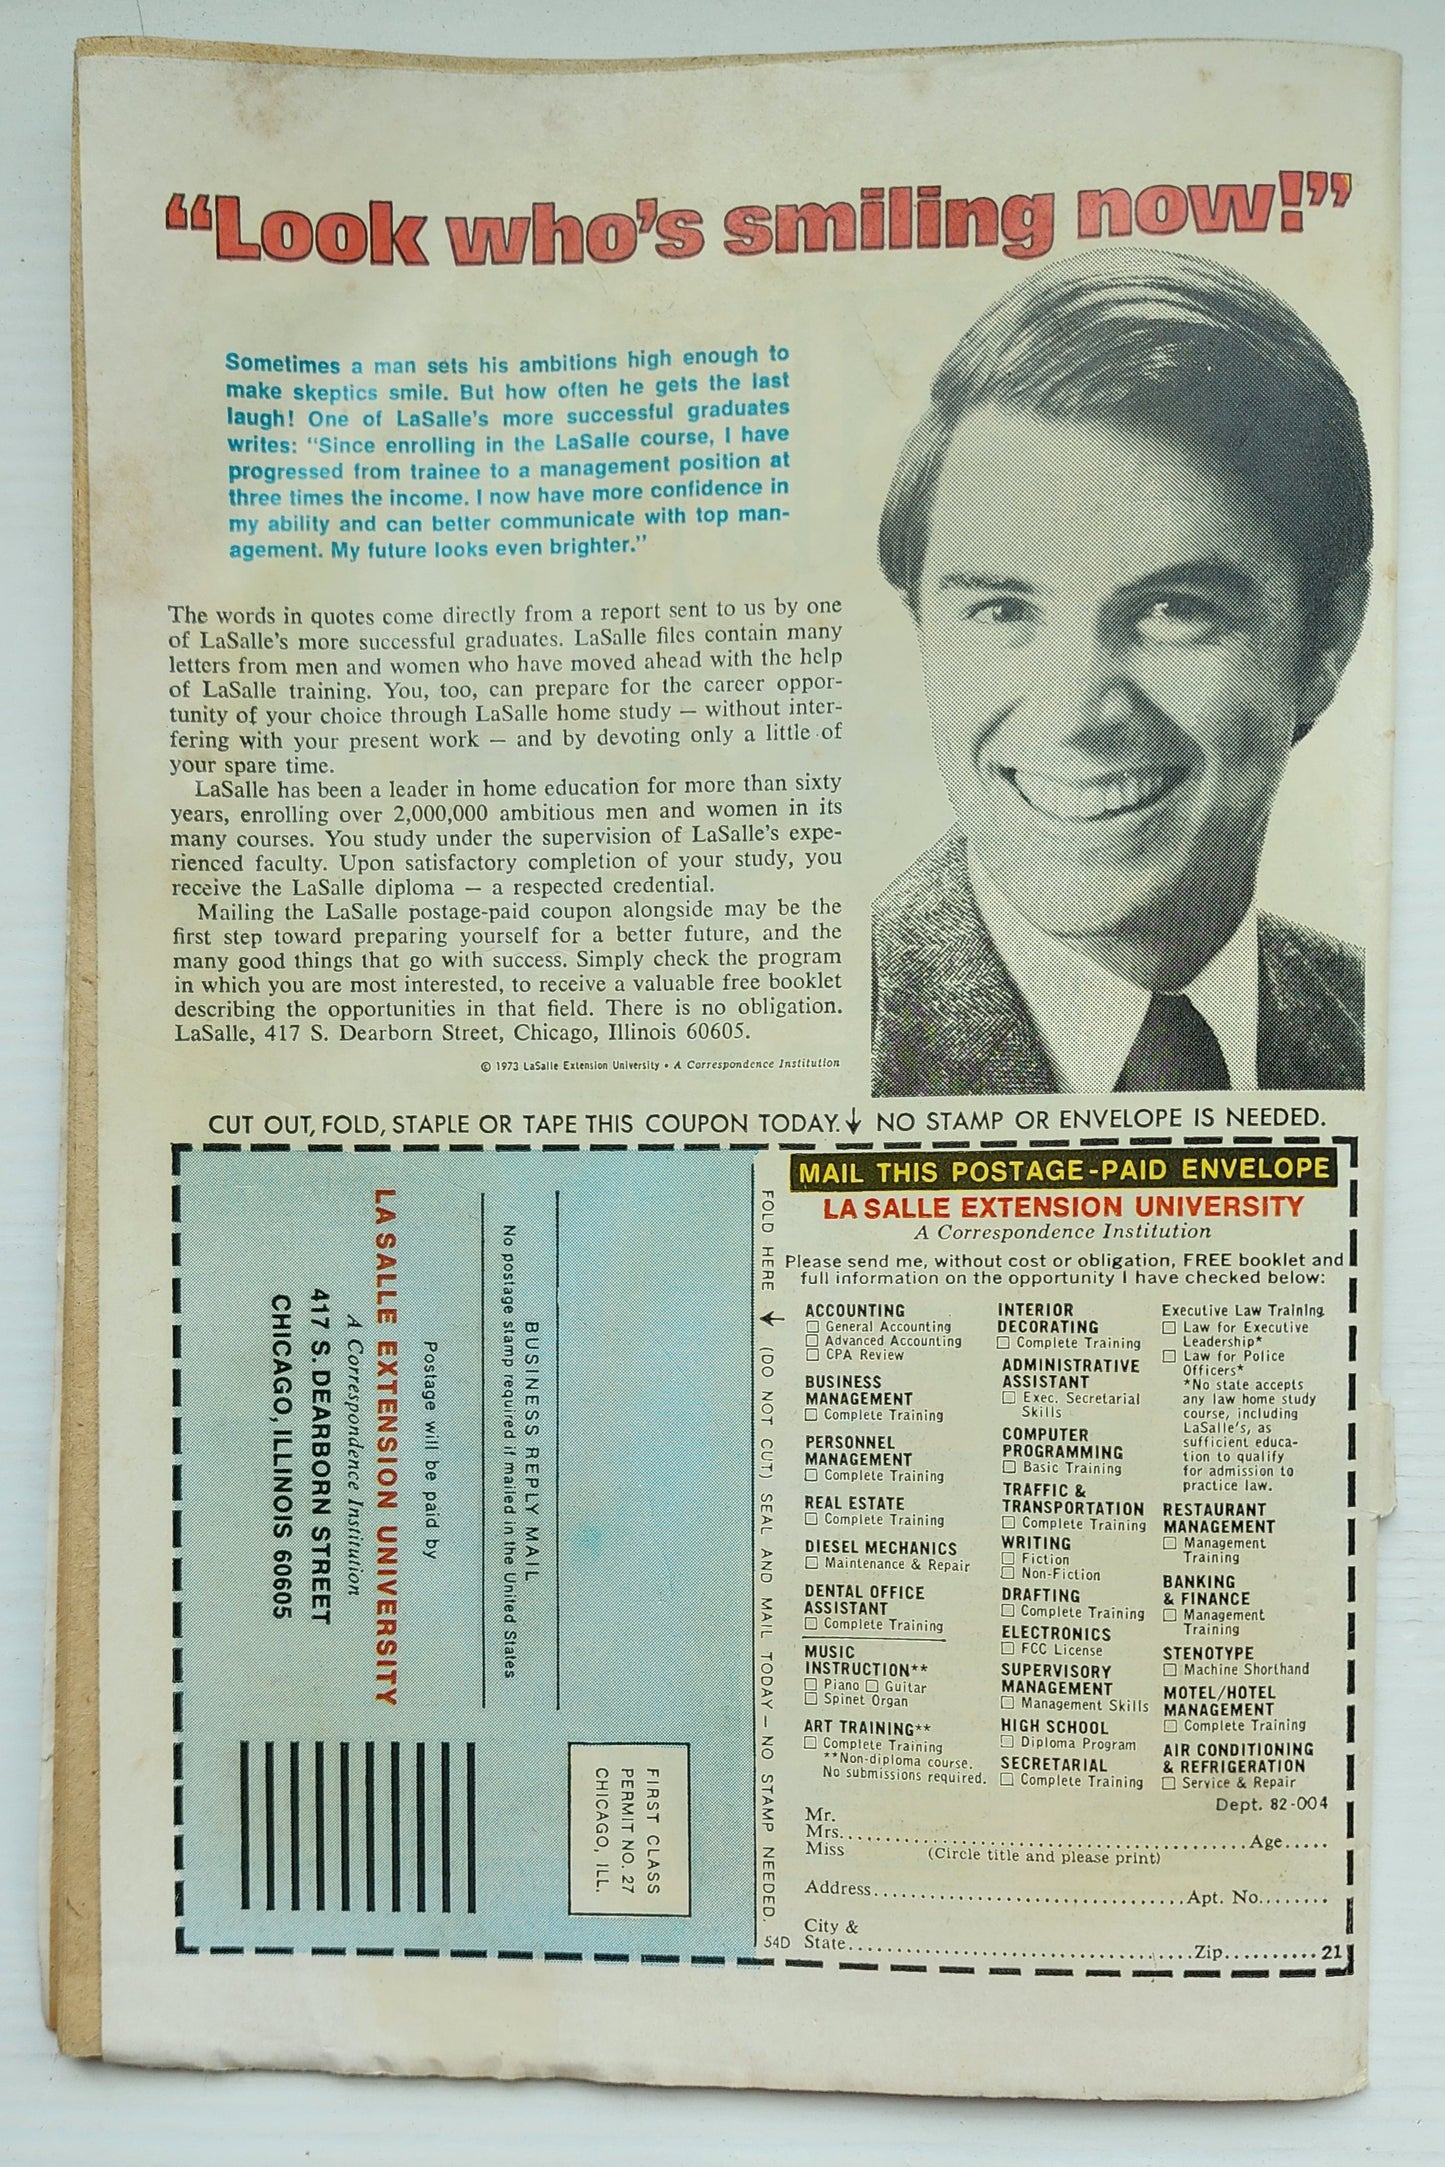 “Look who’s smiling now!”
Sometimes a man sets his ambitions high enough to
make skeptics smile. But how often he gets the last
laugh! One of LaSalle’s more successful graduates
writes: “Since enrolling in the LaSalle course, I have
progressed from trainee to a management position at
three times the income. I now have more confidence in
my ability and can better communicate with top man-
agement. My future looks even brighter.”
The words in quotes come directly from a report sent to us by one
of LaSalle’s more successful graduates. LaSalle files contain many
letters from men and women who have moved ahead with the help
of LaSalle training. You, too, can prepare for the career oppor-
tunity of your choice through LaSalle home study — without inter-
fering with your present work — and by devoting only a little of
your spare time.
LaSalle has been a leader in home education for more than sixty
years, enrolling over 2,000,000 ambitious men and women in its
many courses. You study under the supervision of LaSalle’s expe-
rienced faculty. Upon satisfactory completion of your study, you
receive the LaSalle diploma — a respected credential.
Mailing the LaSalle postage-paid coupon alongside may be the
first step toward preparing yourself for a better future, and the
many good things that go with success. Simply check the program
in which you are most interested, to receive a valuable free booklet
describing the opportunities in that field. There is no obligation.
LaSalle, 417 S. Dearborn Street, Chicago, Illinois 60605.
© 1973 LaSalle Extension University • A Correspondence Institution
CUT OUT, FOLD, STAPLE OR TAPE THIS COUPON TODAY.↓ NO STAMP OR ENVELOPE IS NEEDED.
BUSINESS REPLY MAIL
No postage stamp required if mailed in the United States
Postage will be paid by
LA SALLE EXTENSION UNIVERSITY
A Correspondence Institution
417 S. DEARBORN STREET
CHICAGO, ILLINOIS 60605
FIRST CLASS
PERMIT NO. 27
CHICAGO, ILL.
FOLD HERE ↓ (DO NOT CUT) SEAL AND MAIL TODAY — NO STAMP NEEDED.
54D
MAIL THIS POSTAGE-PAID ENVELOPE
LA SALLE EXTENSION UNIVERSITY
A Correspondence Institution
Please send me, without cost or obligation, FREE booklet and
full information on the opportunity I have checked below:
ACCOUNTING
☐ General Accounting
☐ Advanced Accounting
☐ CPA Review
BUSINESS
MANAGEMENT
☐ Complete Training
PERSONNEL
MANAGEMENT
☐ Complete Training
REAL ESTATE
☐ Complete Training
DIESEL MECHANICS
☐ Maintenance & Repair
DENTAL OFFICE
ASSISTANT
☐ Complete Training
MUSIC
INSTRUCTION**
☐ Piano ☐ Guitar
☐ Spinet Organ
ART TRAINING**
☐ Complete Training
**Non-diploma course.
No submissions required.
INTERIOR
DECORATING
☐ Complete Training
ADMINISTRATIVE
ASSISTANT
☐ Exec. Secretarial
Skills
COMPUTER
PROGRAMMING
☐ Basic Training
TRAFFIC &
TRANSPORTATION
☐ Complete Training
WRITING
☐ Fiction
☐ Non-Fiction
DRAFTING
☐ Complete Training
ELECTRONICS
☐ FCC License
SUPERVISORY
MANAGEMENT
☐ Management Skills
HIGH SCHOOL
☐ Diploma Program
SECRETARIAL
☐ Complete Training
Executive Law Training
☐ Law for Executive
Leadership*
☐ Law for Police
Officers*
*No state accepts
any law home study
course, including
LaSalle’s, as
sufficient educa-
tion to qualify
for admission to
practice law.
RESTAURANT
MANAGEMENT
☐ Management
Training
BANKING
& FINANCE
☐ Management
Training
STENOTYPE
☐ Machine Shorthand
MOTEL/HOTEL
MANAGEMENT
☐ Complete Training
AIR CONDITIONING
& REFRIGERATION
☐ Service & Repair
Dept. 82-004
Mr.
Mrs. Age
Miss (Circle title and please print)
Address Apt. No.
City &
State Zip 21